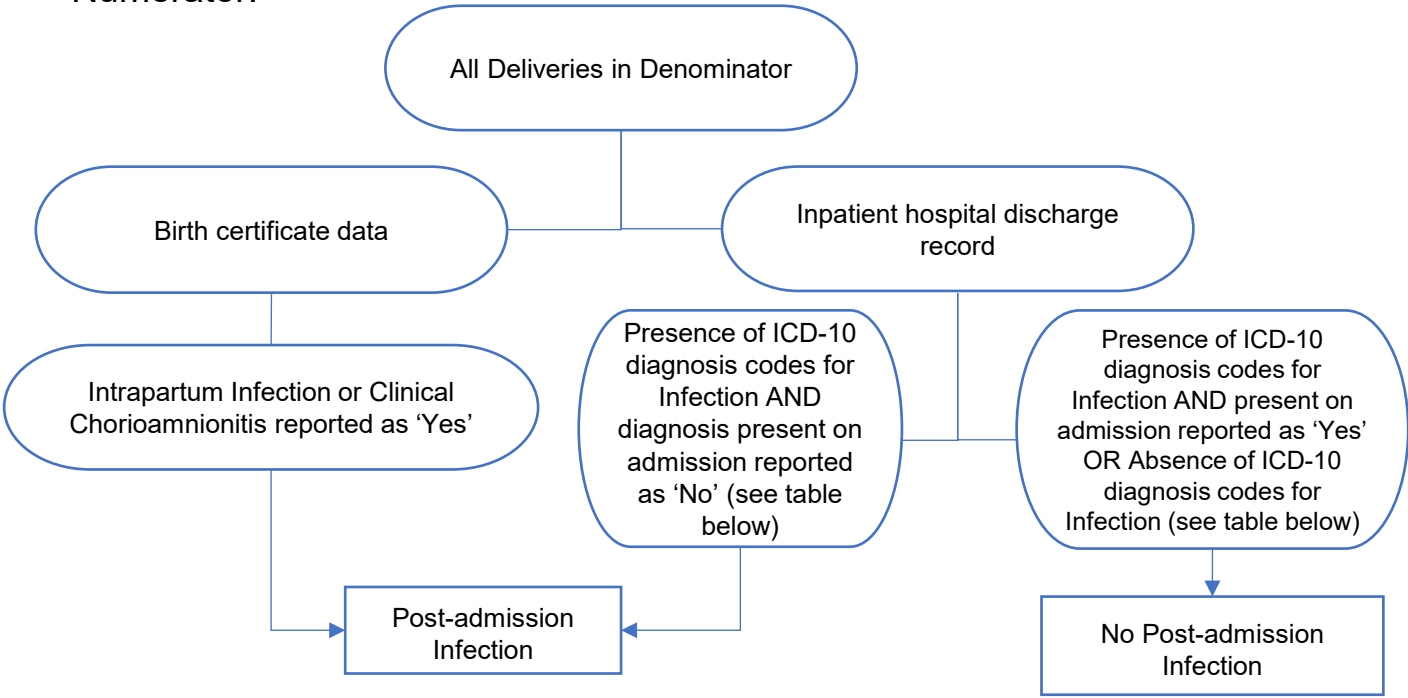 Numerator:
All Deliveries in Denominator
Birth certificate data
Inpatient hospital discharge
record
Intrapartum Infection or Clinical
Chorioamnionitis reported as ‘Yes’
Presence of ICD-10
diagnosis codes for
Infection AND
diagnosis present on
admission reported
as ‘No’ (see table
below)
Presence of ICD-10
diagnosis codes for
Infection AND present on
admission reported as ‘Yes’
OR Absence of ICD-10
diagnosis codes for
Infection (see table below)
Post-admission
Infection
No Post-admission
Infection